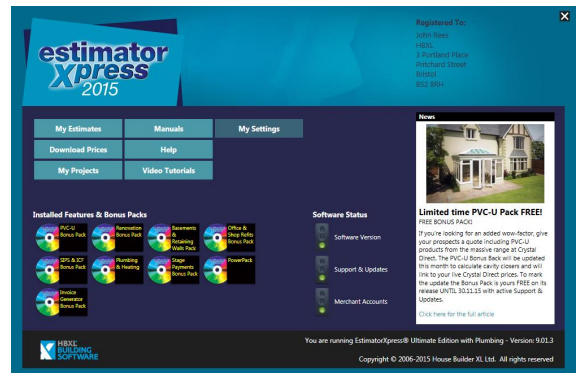 estimator
Xpress
2015
Registered To:
John Rees
HBXL
3 Portland Place
Pritchard Street
Bristol
BS2 8RH
My Estimates
Manuals
My Settings
Download Prices
Help
My Projects
Video Tutorials
Installed Features & Bonus Packs
PVC-U
Bonus Pack
Renovation
Bonus Pack
Basements
&
Retaining
Walls Pack
Office &
Shop Refits
Bonus Pack
SIPS & ICF
Bonus Pack
Plumbing
& Heating
Stage
Payments
Bonus Pack
PowerPack
Invoice
Generator
Bonus Pack
Software Status
Software Version
Support & Updates
Merchant Accounts
News
Limited time PVC-U Pack FREE!
FREE BONUS PACK!
If you're looking for an added wow-factor, give
your prospects a quote including PVC-U
products from the massive range at Crystal
Direct. The PVC-U Bonus Back will be updated
this month to calculate cavity closers and will
link to your live Crystal Direct prices. To mark
the update the Bonus Pack is yours FREE on its
release UNTIL 30.11.15 with active Support &
Updates.
Click here for the full article
HBXL
BUILDING
SOFTWARE
You are running EstimatorXpress® Ultimate Edition with Plumbing - Version: 9.01.3
Copyright © 2006-2015 House Builder XL Ltd. All rights reserved